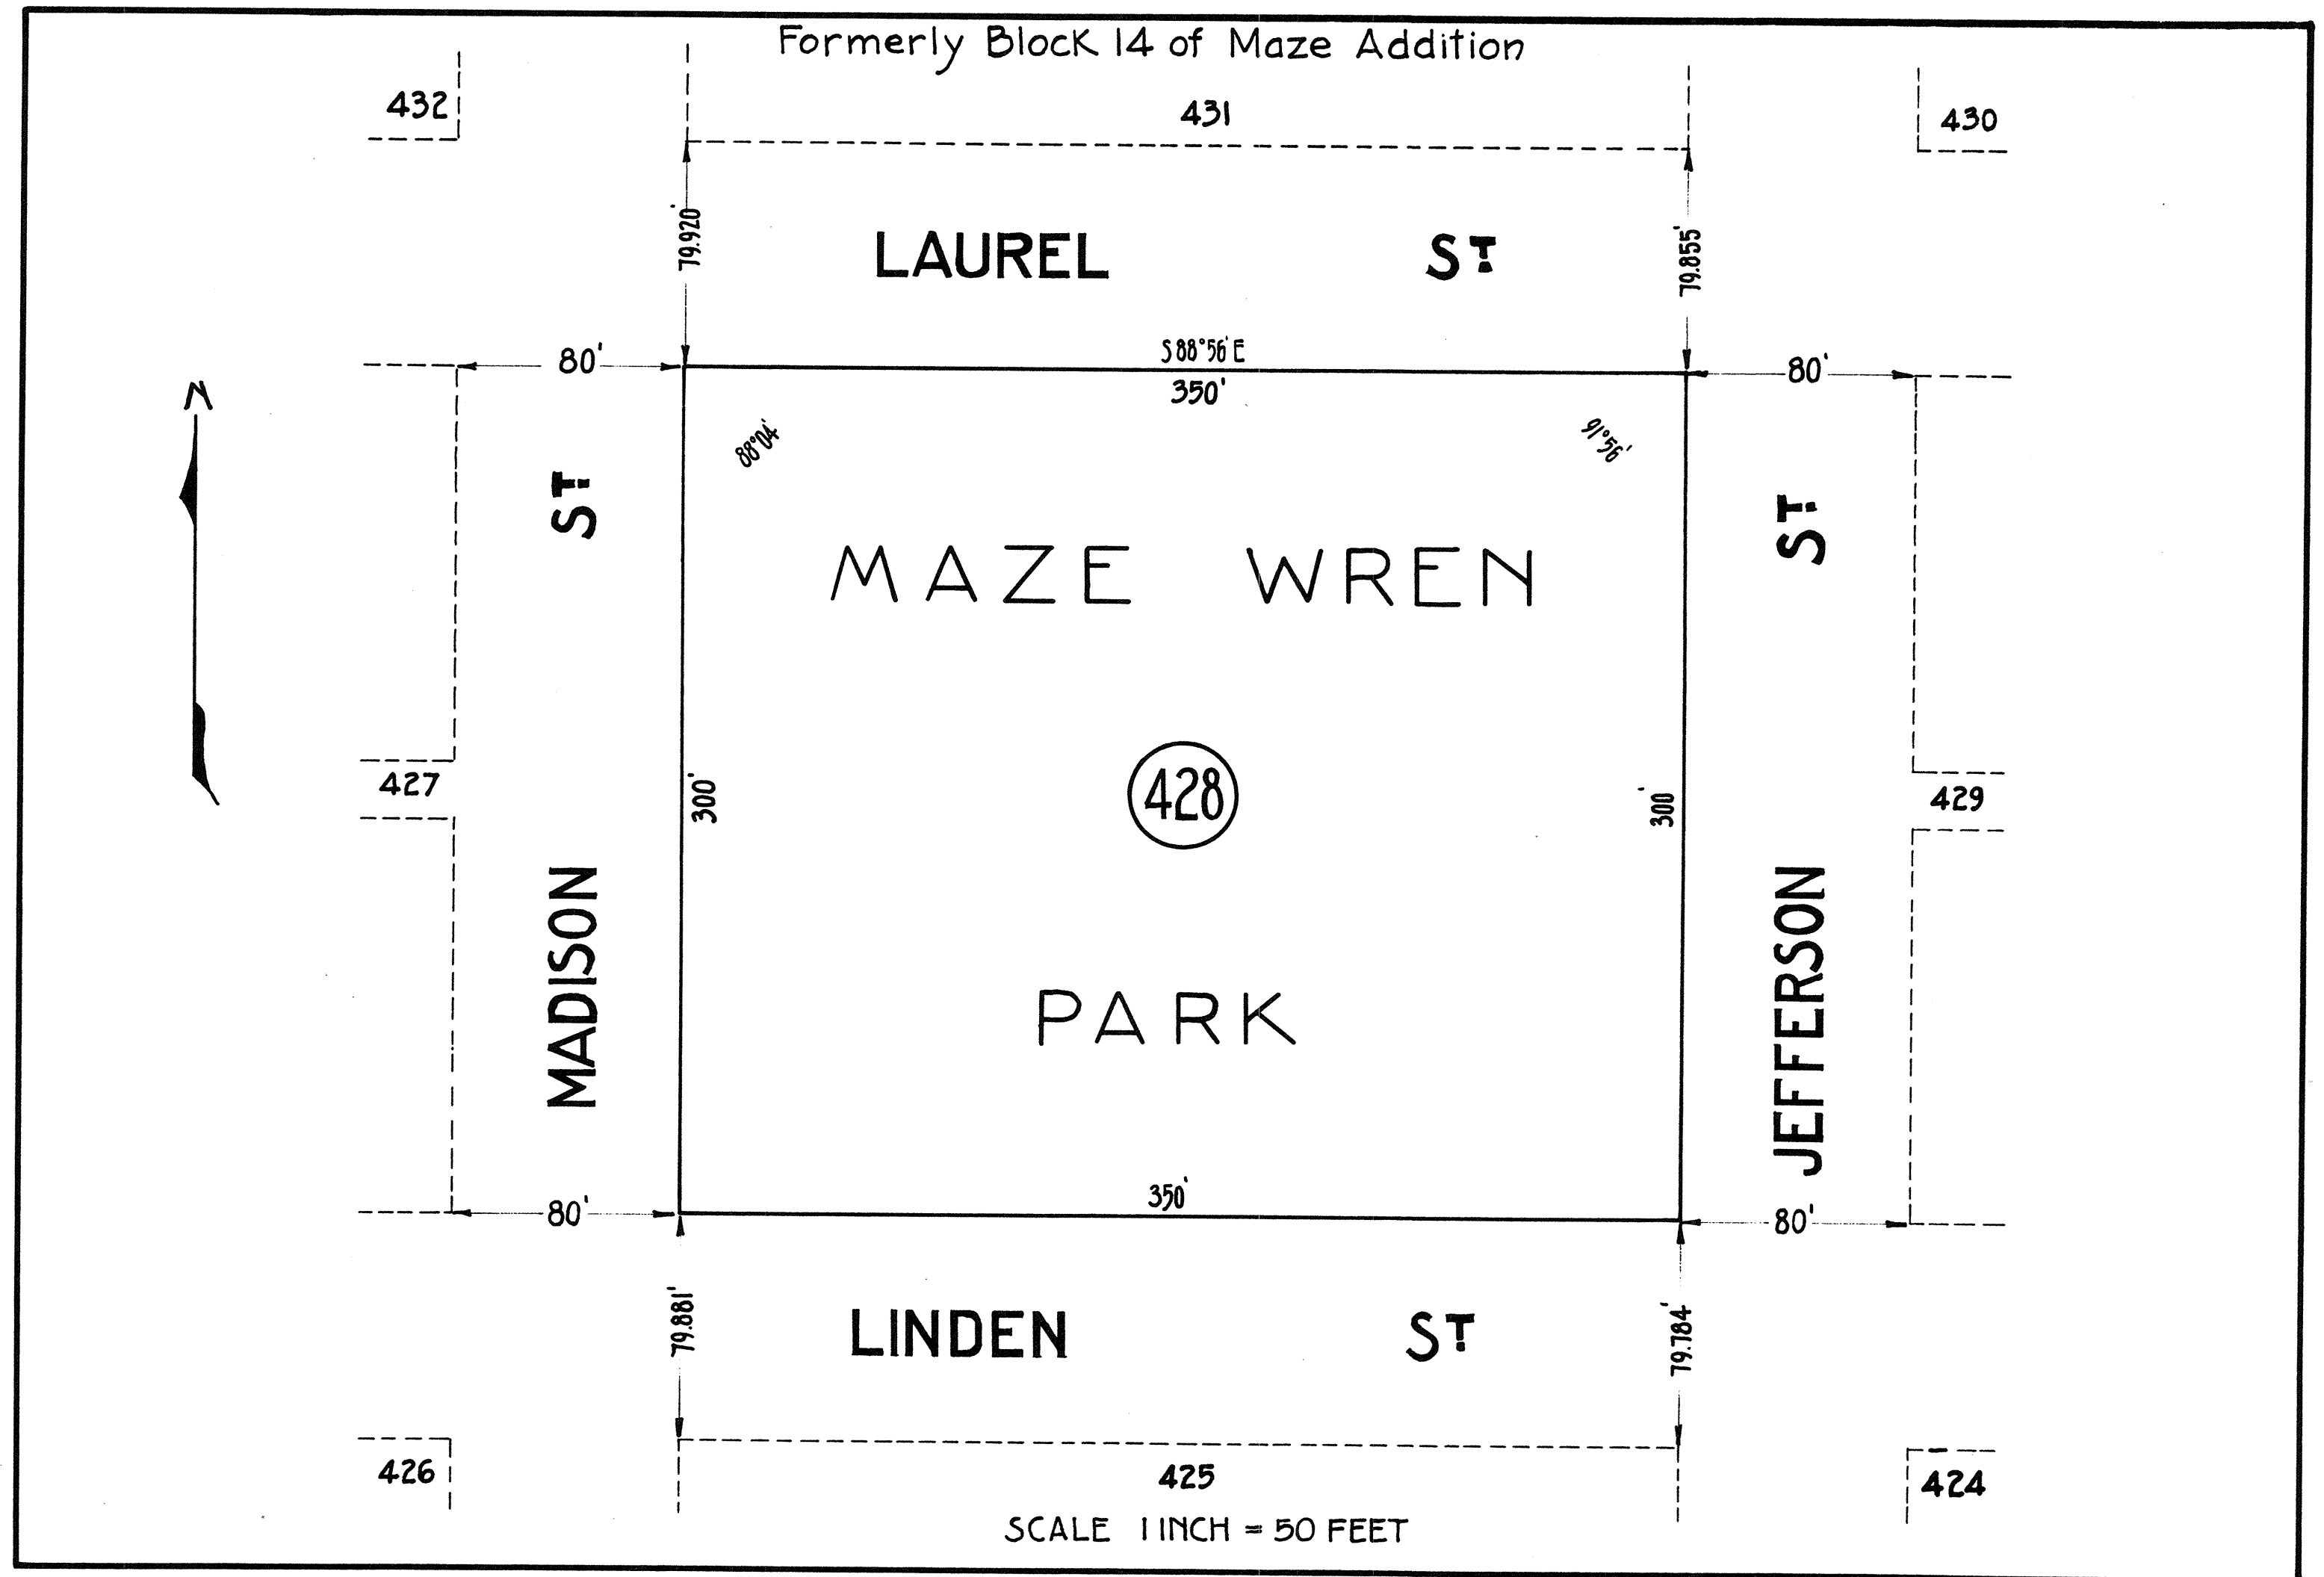 Formerly Block 14 of Maze Addition
432
431
430
79.920'
LAUREL ST.
79.855'
80'
S 88°56' E
350'
80'
N
88°04'
91°56'
MADISON ST.
MAZE WREN
JEFFERSON ST.
427
300'
428
300'
429
PARK
80'
350'
80'
79.881'
LINDEN ST.
79.784'
426
425
424
SCALE 1 INCH = 50 FEET